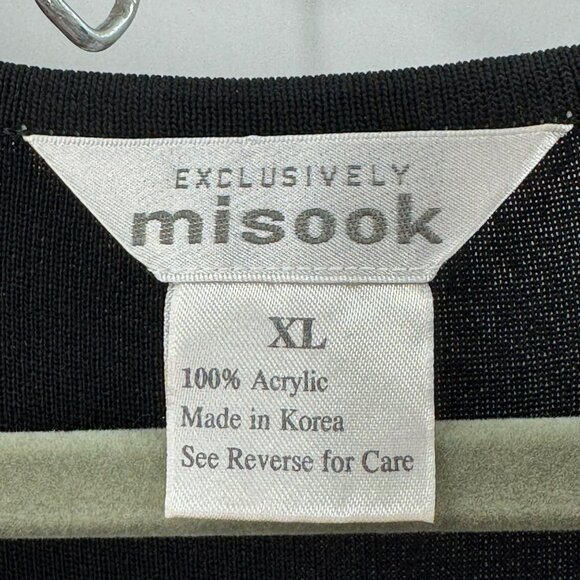 EXCLUSIVELY
misook
XL
100% Acrylic
Made in Korea
See Reverse for Care